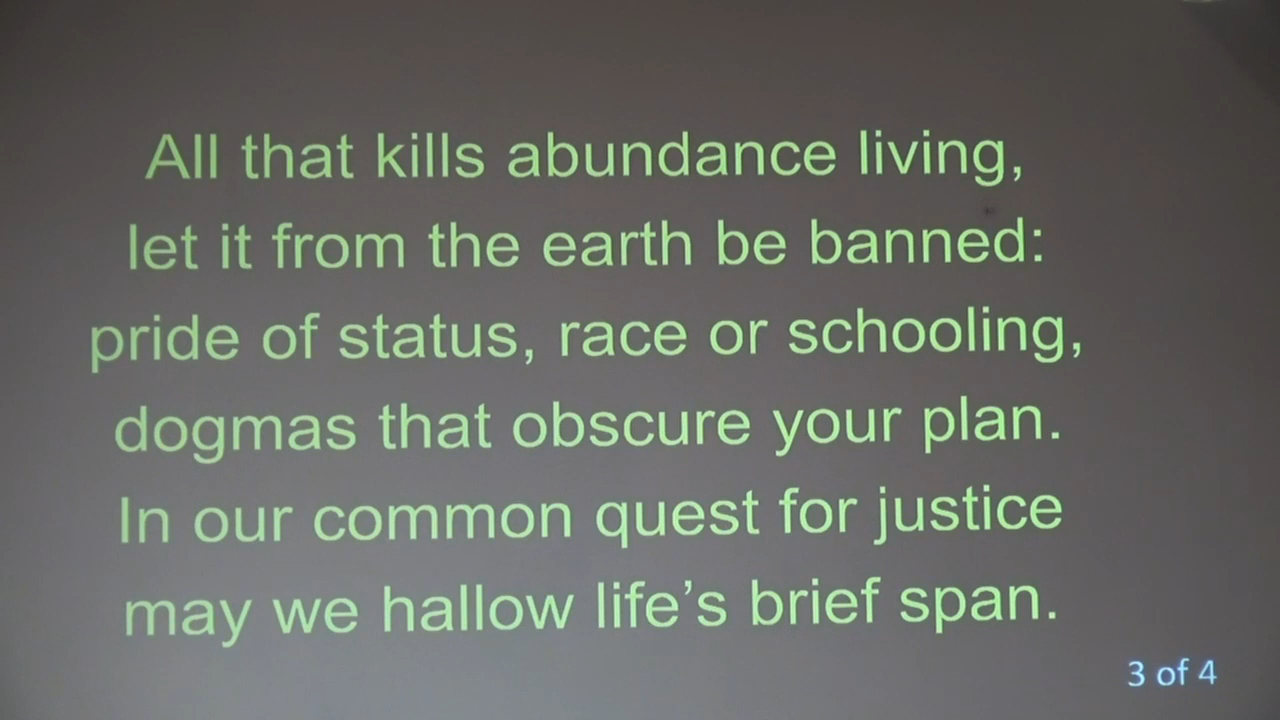 All that kills abundance living,
let it from the earth be banned:
pride of status, race or schooling,
dogmas that obscure your plan.
In our common quest for justice
may we hallow life’s brief span.
3 of 4